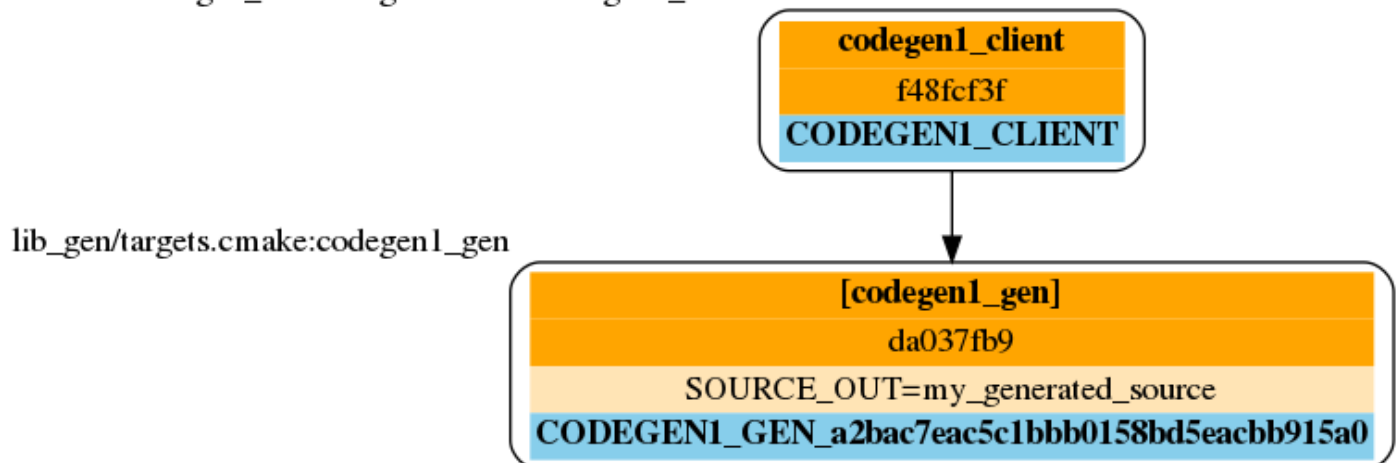 codegen1_client
f48fcf3f
CODEGEN1_CLIENT
lib_gen/targets.cmake:codegen1_gen
[codegen1_gen]
da037fb9
SOURCE_OUT=my_generated_source
CODEGEN1_GEN_a2bac7eac5c1bbb0158bd5eacbb915a0